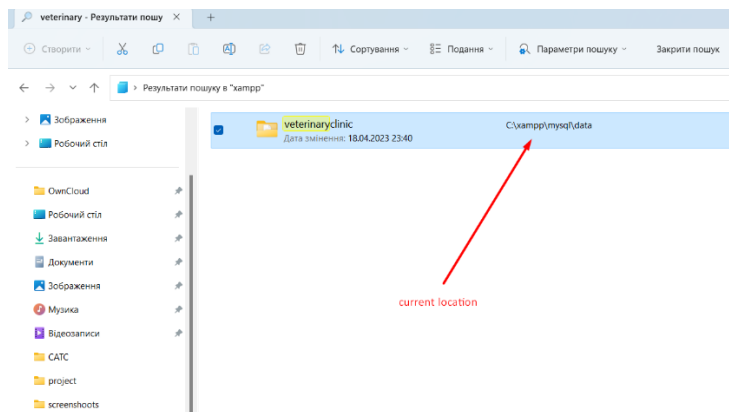 veterinary - Результати пошу
Створити
Сортування
Подання
Параметри пошуку
Закрити пошук
Результати пошуку в "xampp"
Зображення
Робочий стіл
veterinaryclinic
C:\xampp\mysql\data
Дата змінення: 18.04.2023 23:40
OwnCloud
Робочий стіл
Завантаження
Документи
Зображення
Музика
Відеозаписи
САТС
project
screenshoots
current location